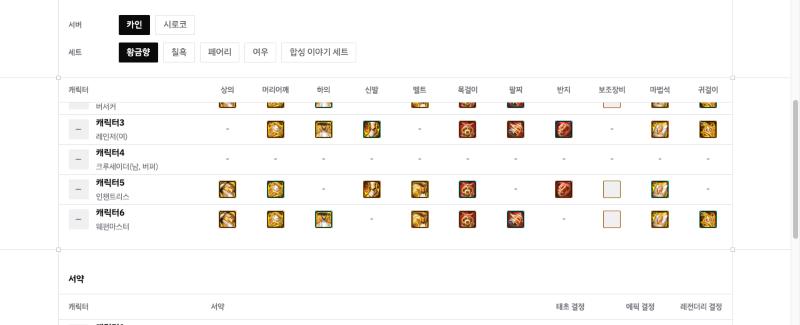 서버 카인 시로코
세트 황금향 칠흑 페어리 여우 합성 이야기 세트
캐릭터 상의 머리어깨 하의 신발 벨트 목걸이 팔찌 반지 보조장비 마법석 귀걸이
버서커
캐릭터3
레인저(여)
캐릭터4
크루세이더(남, 버퍼)
캐릭터5
인챈트리스
캐릭터6
웨펀마스터
서약
캐릭터 서약 태초 결정 에픽 결정 레전더리 결정